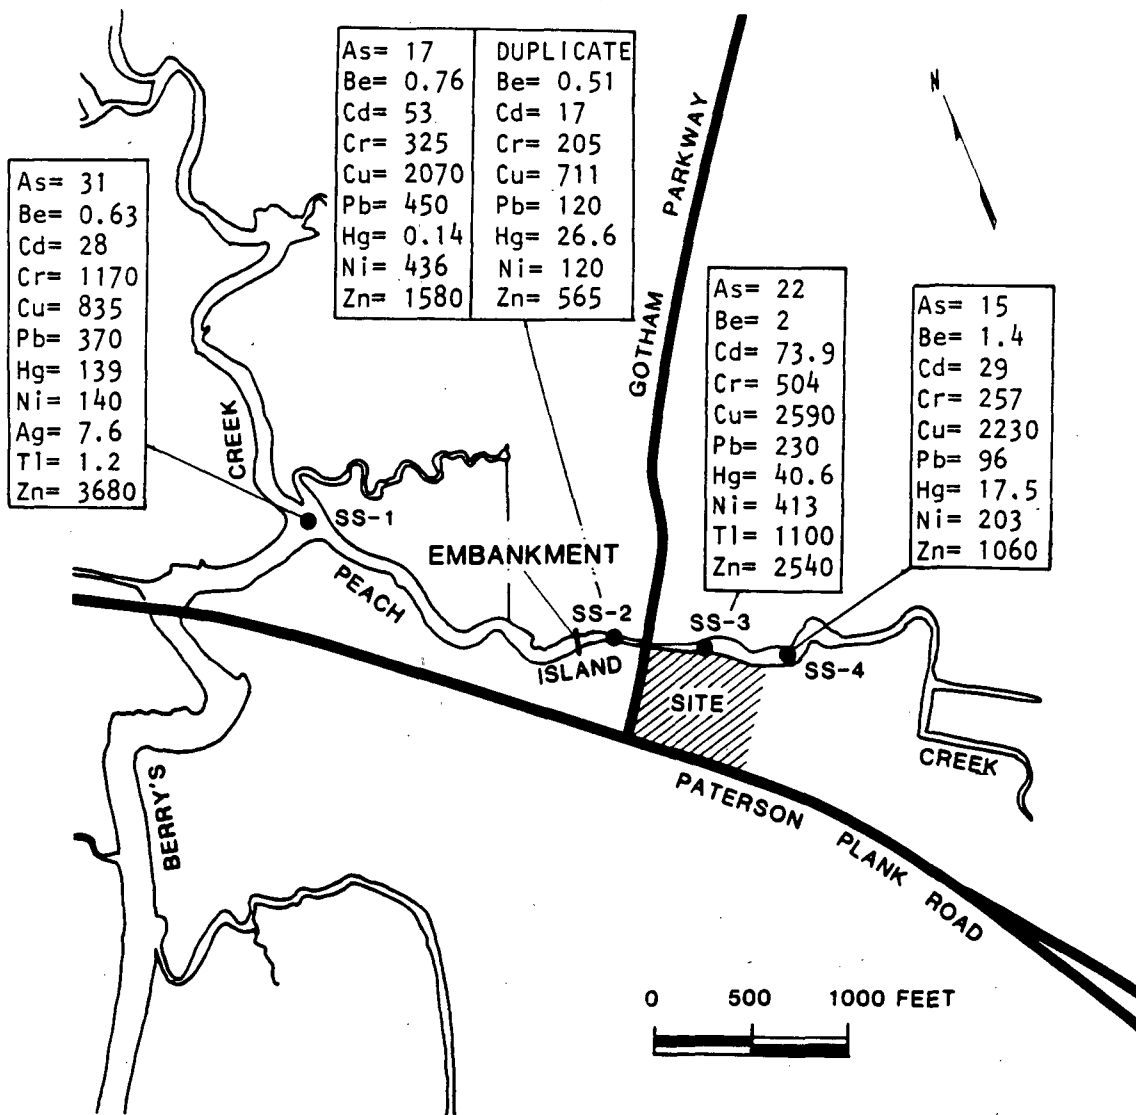 As= 17
Be= 0.76
Cd= 53
Cr= 325
Cu= 2070
Pb= 450
Hg= 0.14
Ni= 436
Zn= 1580
DUPLICATE
Be= 0.51
Cd= 17
Cr= 205
Cu= 711
Pb= 120
Hg= 26.6
Ni= 120
Zn= 565
N
As= 31
Be= 0.63
Cd= 28
Cr= 1170
Cu= 835
Pb= 370
Hg= 139
Ni= 140
Ag= 7.6
Tl= 1.2
Zn= 3680
GOTHAM PARKWAY
As= 22
Be= 2
Cd= 73.9
Cr= 504
Cu= 2590
Pb= 230
Hg= 40.6
Ni= 413
Tl= 1100
Zn= 2540
As= 15
Be= 1.4
Cd= 29
Cr= 257
Cu= 2230
Pb= 96
Hg= 17.5
Ni= 203
Zn= 1060
CREEK
SS-1
EMBANKMENT
PEACH
ISLAND
SS-2
SS-3
SS-4
SITE
CREEK
BERRY'S
PATERSON PLANK ROAD
0 500 1000 FEET